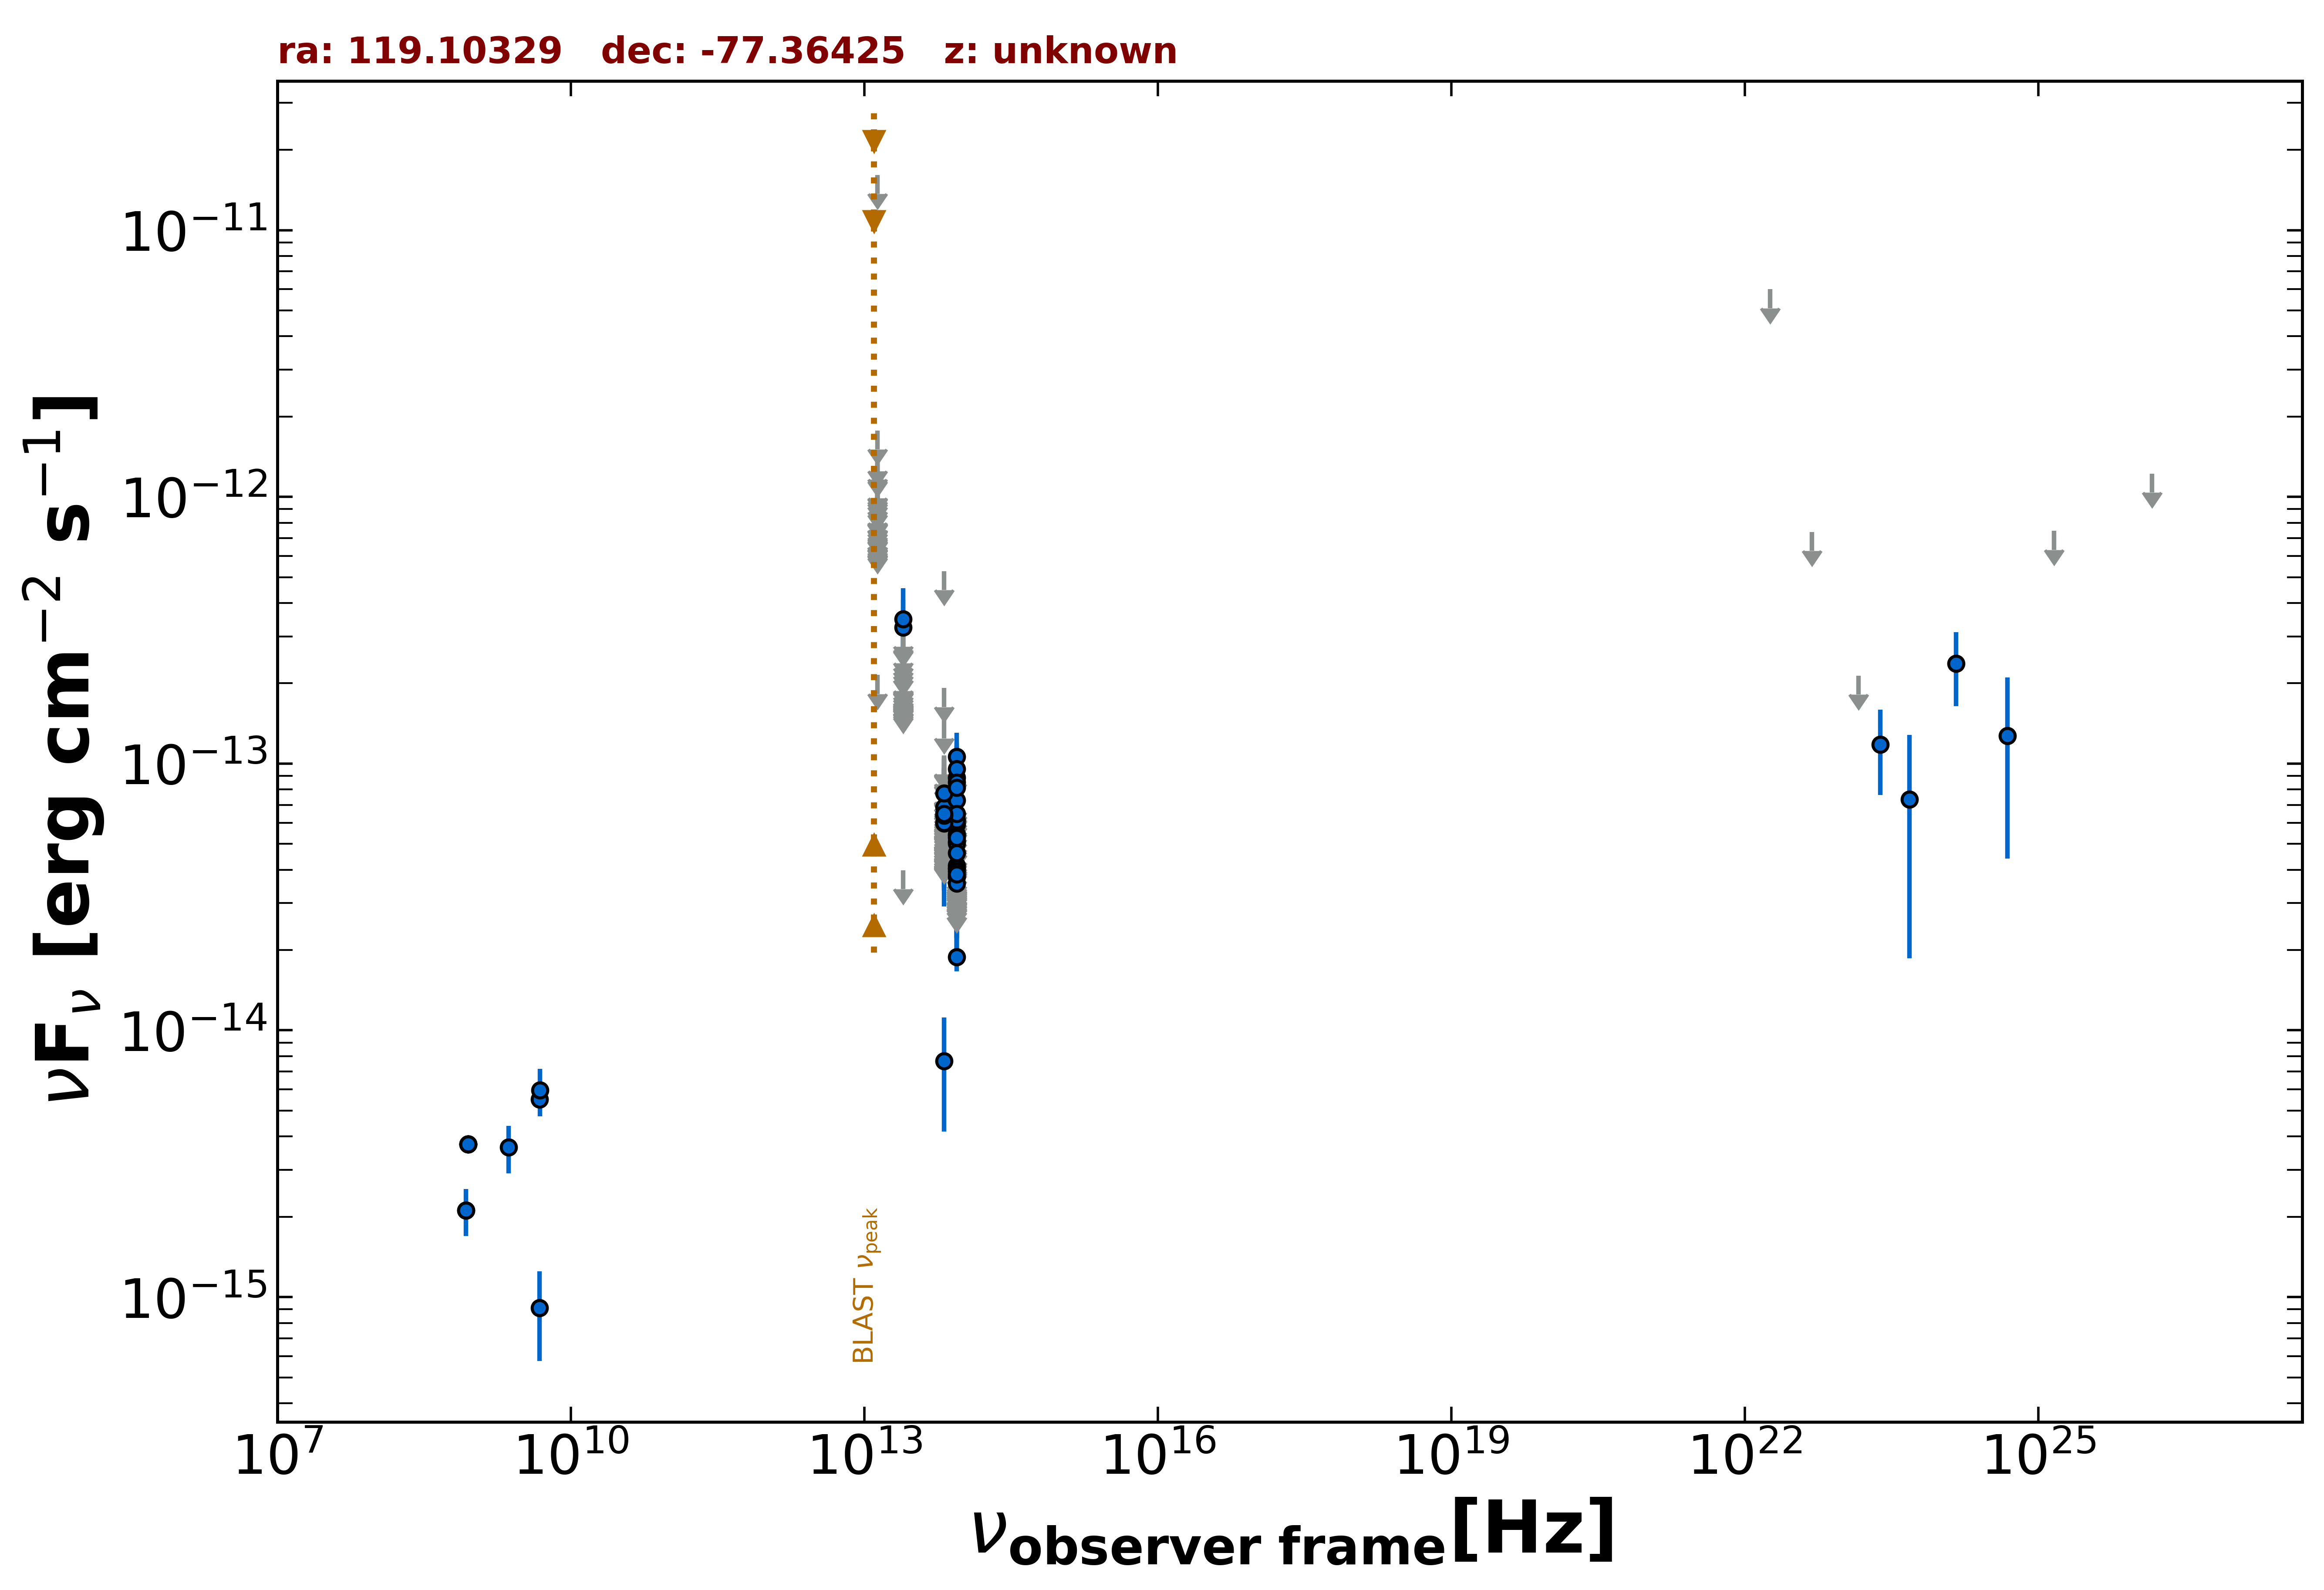 ra: 119.10329   dec: -77.36425   z: unknown
νFν [erg cm⁻² s⁻¹]
10⁻¹¹
10⁻¹²
10⁻¹³
10⁻¹⁴
10⁻¹⁵
BLAST νpeak
10⁷ 10¹⁰ 10¹³ 10¹⁶ 10¹⁹ 10²² 10²⁵
νobserver frame [Hz]